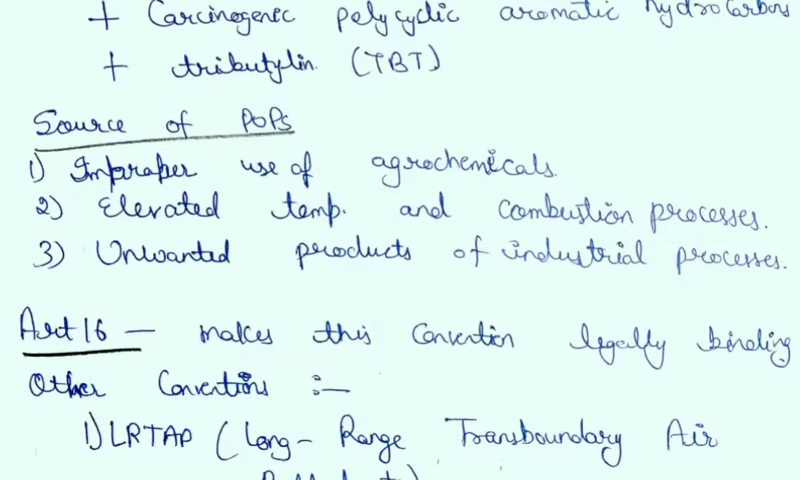 + Carcinogenic polycyclic aromatic hydrocarbons
+ tributylin (TBT)
Source of POPs
1) Improper use of agrochemicals.
2) Elevated temp. and combustion processes.
3) Unwanted products of industrial processes.
Art 16 — makes this Convention legally binding
Other Conventions :—
1) LRTAP (Long-Range Transboundary Air